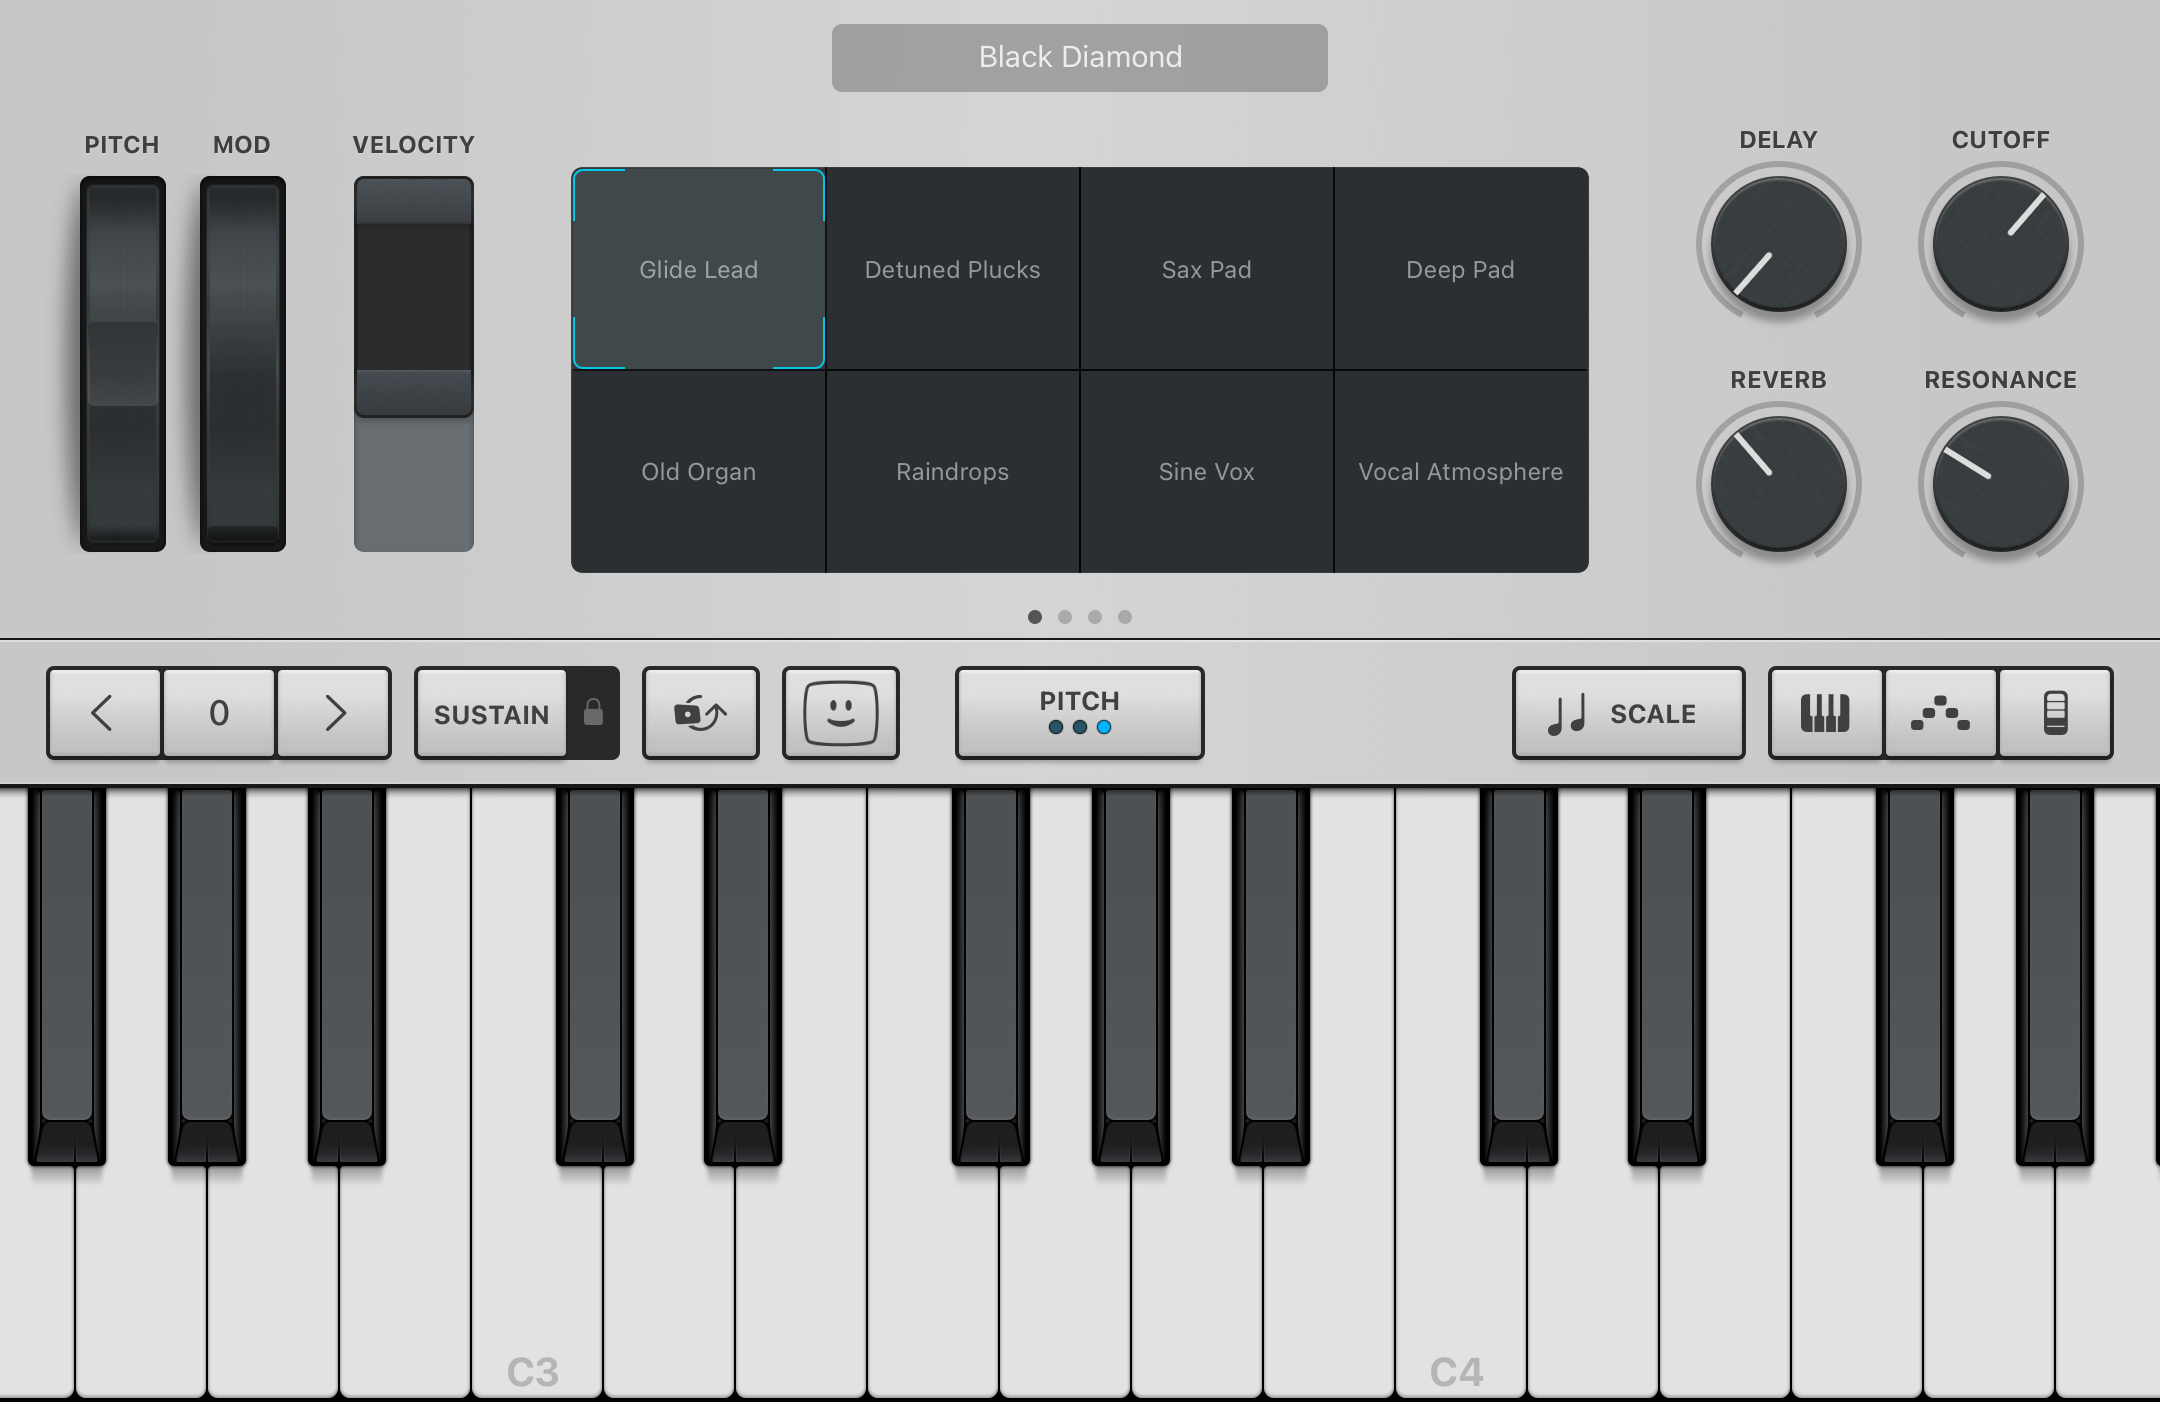 Black Diamond
PITCH
MOD
VELOCITY
DELAY
CUTOFF
Glide Lead
Detuned Plucks
Sax Pad
Deep Pad
REVERB
RESONANCE
Old Organ
Raindrops
Sine Vox
Vocal Atmosphere
0
SUSTAIN
PITCH
SCALE
C3
C4